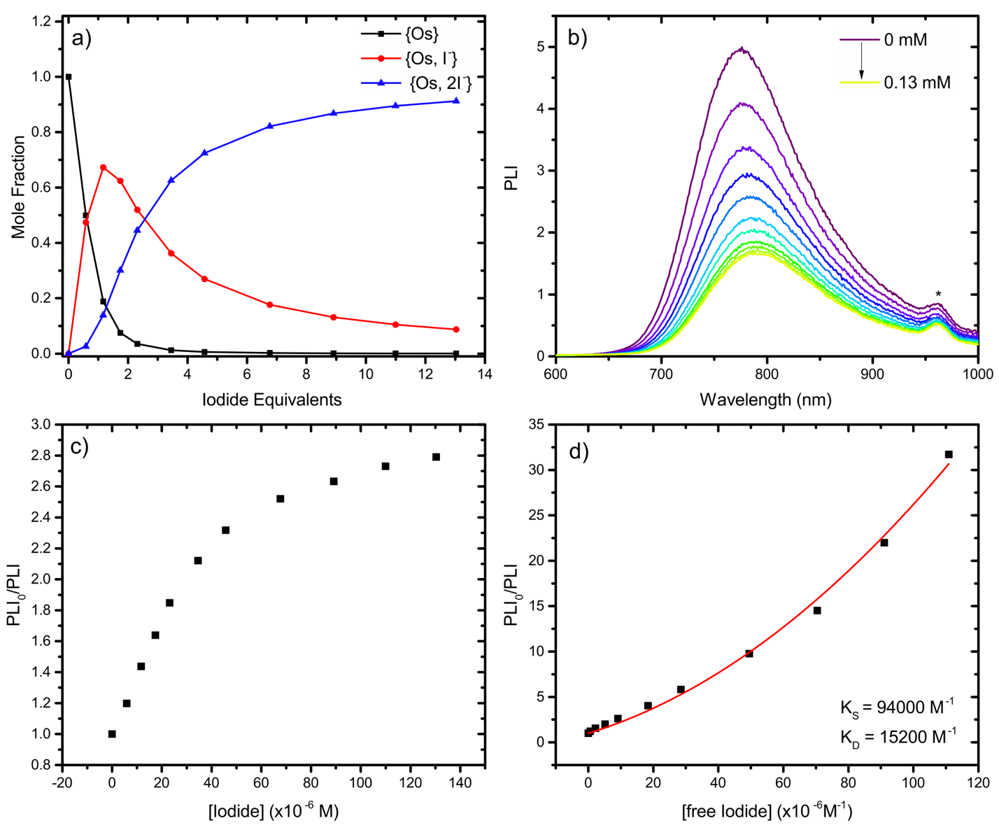 a)
{Os}
{Os, I⁻}
{Os, 2I⁻}
1.2
1.0
0.8
0.6
0.4
0.2
0.0
Mole Fraction
0 2 4 6 8 10 12 14
Iodide Equivalents
b)
0 mM
0.13 mM
5
4
3
2
1
0
PLI
*
600 700 800 900 1000
Wavelength (nm)
c)
3.0
2.8
2.6
2.4
2.2
2.0
1.8
1.6
1.4
1.2
1.0
0.8
PLI₀/PLI
-20 0 20 40 60 80 100 120 140
[Iodide] (x10⁻⁶ M)
d)
35
30
25
20
15
10
5
0
PLI₀/PLI
K_S = 94000 M⁻¹
K_D = 15200 M⁻¹
0 20 40 60 80 100 120
[free Iodide] (x10⁻⁶M⁻¹)